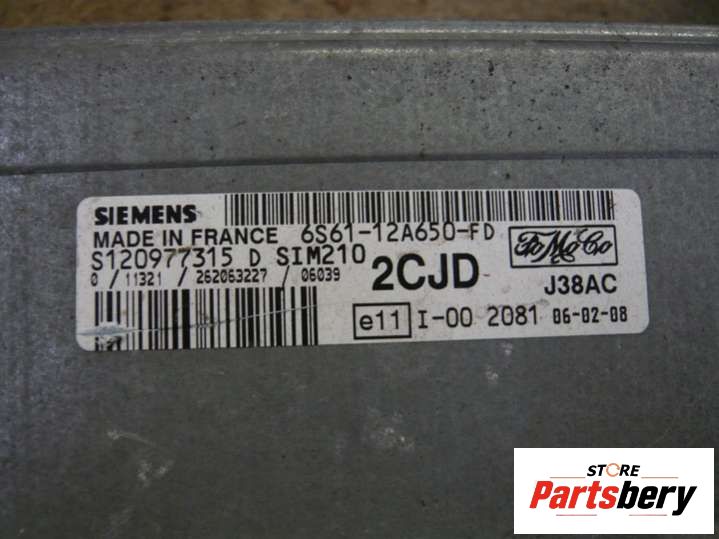 SIEMENS
MADE IN FRANCE 6S61-12A650-FD
S120977315 D SIM210
0 / 11321 / 262063227 / 06039
2CJD
FoMoCo
J38AC
e11 I-00 2081 06-02-08
STORE
Partsbery